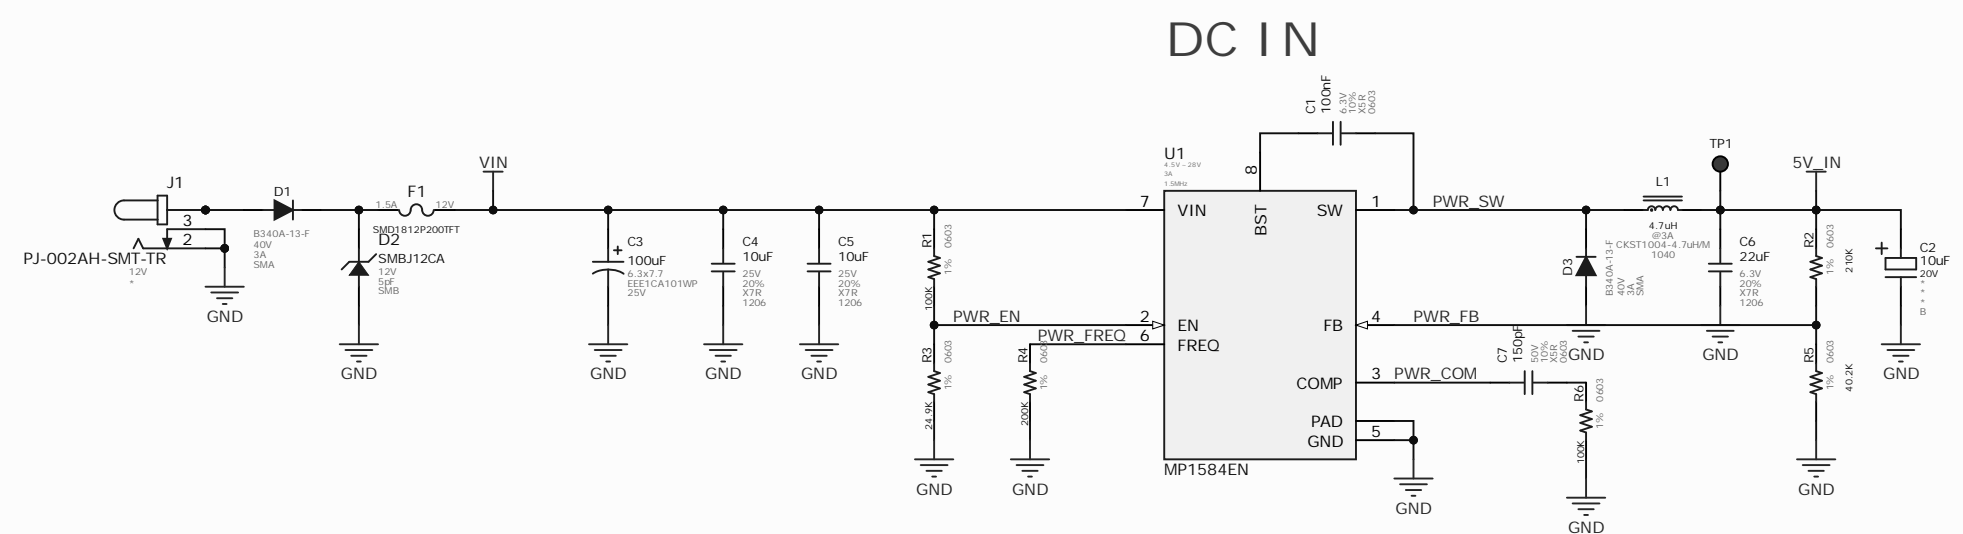 DC IN
C1
100nF
6.3V
10%
X5R
0603
U1
4.5V - 28V
3A
1.5MHz
8
BST
TP1
VIN
5V_IN
J1
3
2
PJ-002AH-SMT-TR
12V
*
GND
D1
B340A-13-F
40V
3A
SMA
F1
1.5A
12V
SMD1812P200TFT
D2
SMBJ12CA
12V
5pF
SMB
GND
C3
100uF
6.3x7.7
EEE1CA101WP
25V
GND
C4
10uF
25V
20%
X7R
1206
GND
C5
10uF
25V
20%
X7R
1206
GND
R1
0603
1%
100K
PWR_EN
R3
0603
1%
24.9K
GND
PWR_FREQ
R4
0603
1%
200K
GND
7
VIN
2
EN
6
FREQ
SW
1
PWR_SW
FB
4
PWR_FB
COMP
3
PWR_COM
PAD
GND
5
MP1584EN
GND
D3
B340A-13-F
40V
3A
SMA
GND
L1
4.7uH
@3A
CKST1004-4.7uH/M
1040
C6
22uF
6.3V
20%
X7R
1206
GND
C7
150pF
50V
10%
X5R
0603
R6
0603
1%
100K
GND
R2
0603
1%
210K
R5
0603
1%
40.2K
GND
C2
10uF
20V
*
*
*
B
GND